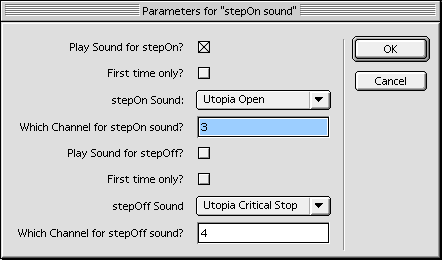 Parameters for "stepOn sound"
Play Sound for stepOn?
OK
First time only?
Cancel
stepOn Sound: Utopia Open
Which Channel for stepOn sound? 3
Play Sound for stepOff?
First time only?
stepOff Sound Utopia Critical Stop
Which Channel for stepOff sound? 4